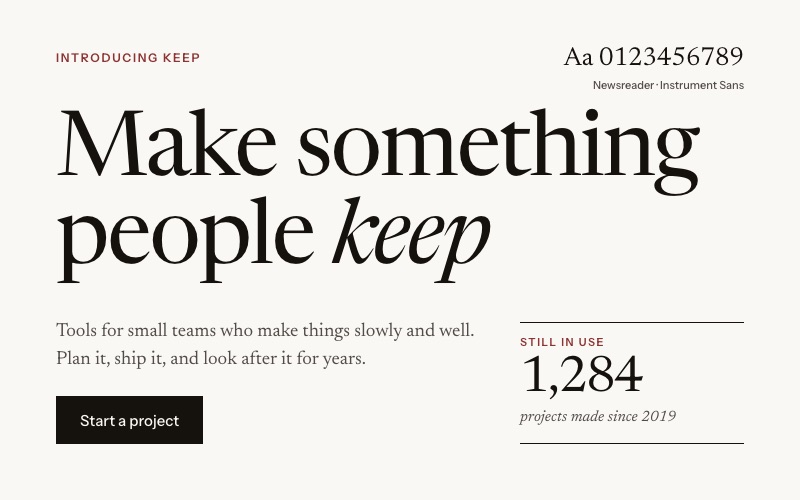 INTRODUCING KEEP
Aa 0123456789
Newsreader · Instrument Sans
Make something
people keep
Tools for small teams who make things slowly and well.
Plan it, ship it, and look after it for years.
Start a project
STILL IN USE
1,284
projects made since 2019